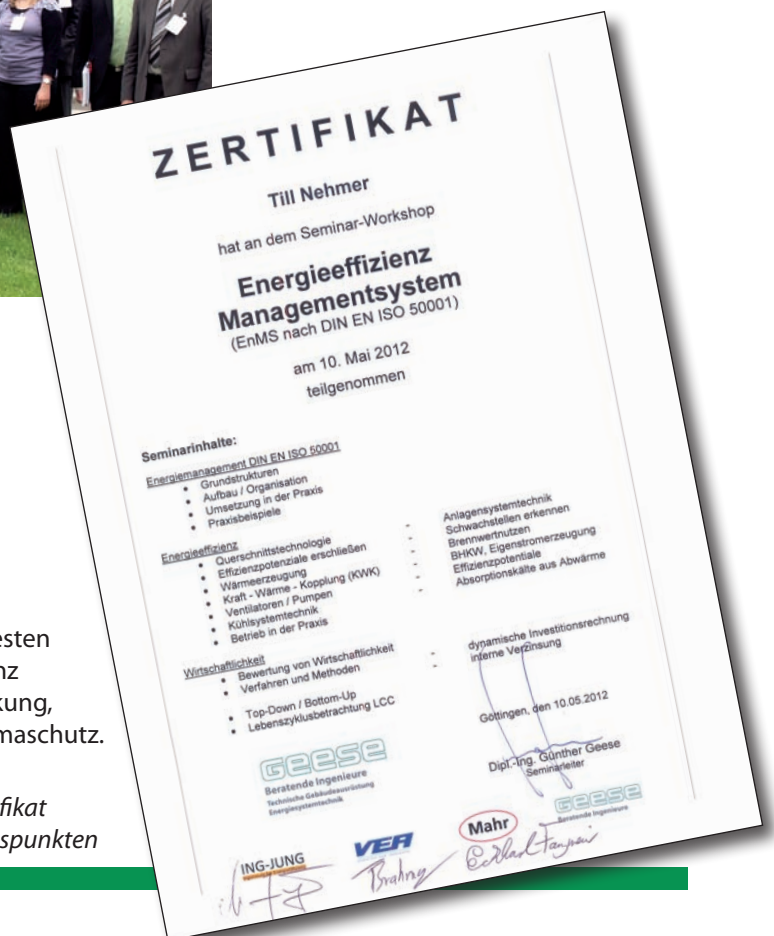 ZERTIFIKAT
Till Nehmer
hat an dem Seminar-Workshop
Energieeffizienz
Managementsystem
(EnMS nach DIN EN ISO 50001)
am 10. Mai 2012
teilgenommen
Seminarinhalte:
Energiemanagement DIN EN ISO 50001
• Grundstrukturen
• Aufbau / Organisation
• Umsetzung in der Praxis
• Praxisbeispiele
Energieeffizienz
• Querschnittstechnologie - Anlagensystemtechnik
• Effizienzpotenziale erschließen - Schwachstellen erkennen
• Wärmeerzeugung - Brennwertnutzen
• Kraft - Wärme - Kopplung (KWK) - BHKW, Eigenstromerzeugung
• Ventilatoren / Pumpen - Effizienzpotentiale
• Kühlsystemtechnik - Absorptionskälte aus Abwärme
• Betrieb in der Praxis
Wirtschaftlichkeit
• Bewertung von Wirtschaftlichkeit - dynamische Investitionsrechnung
• Verfahren und Methoden - interne Verzinsung
• Top-Down / Bottom-Up
• Lebenszyklusbetrachtung LCC
Göttingen, den 10.05.2012
Dipl.-Ing. Günther Geese
Seminarleiter
Geese
Beratende Ingenieure
Technische Gebäudeausrüstung
Energiesystemtechnik
ING-JUNG
VEA
Mahr
Geese
Beratende Ingenieure
esten
nz
kung,
maschutz.
fikat
spunkten